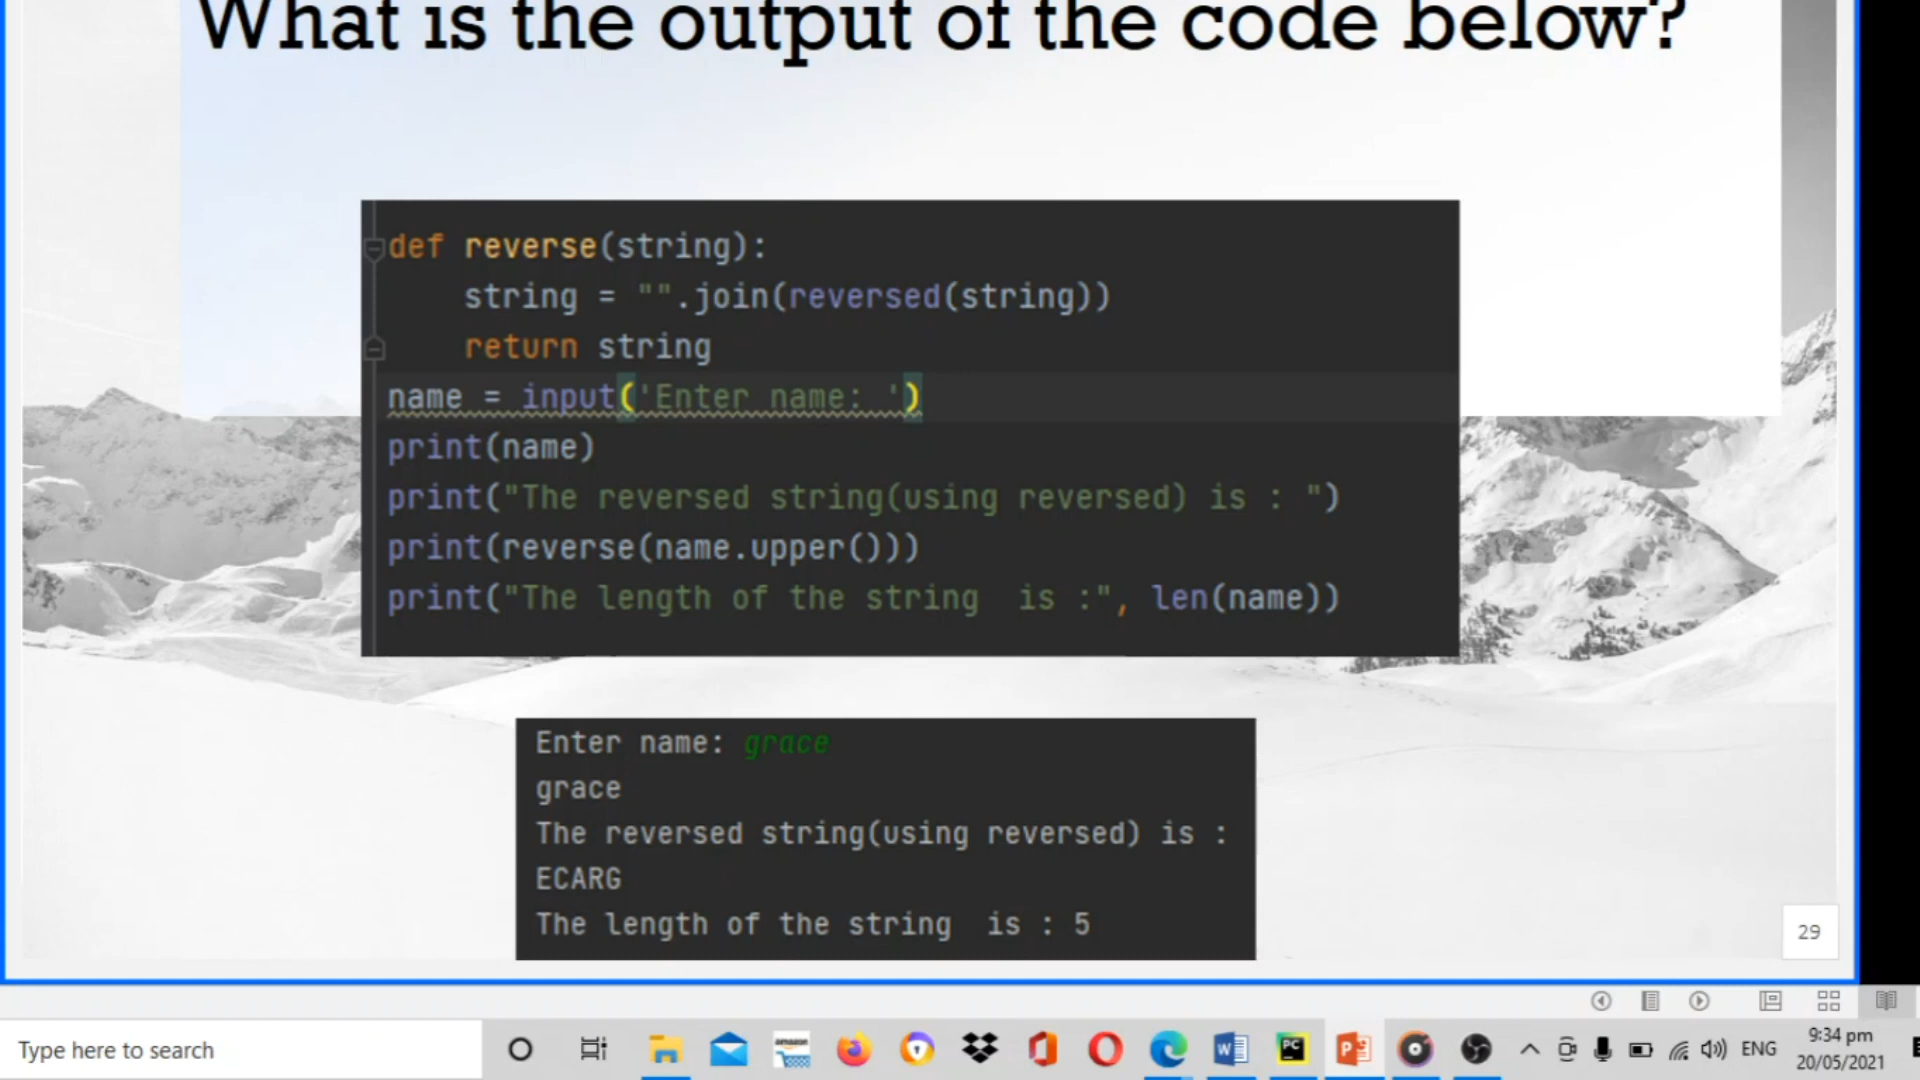 What is the output of the code below?
def reverse(string):
    string = "".join(reversed(string))
    return string
name = input('Enter name: ')
print(name)
print("The reversed string(using reversed) is : ")
print(reverse(name.upper()))
print("The length of the string  is :", len(name))
Enter name: grace
grace
The reversed string(using reversed) is :
ECARG
The length of the string  is : 5
29
Type here to search
amazon
W
PC
P
ENG
9:34 pm
20/05/2021